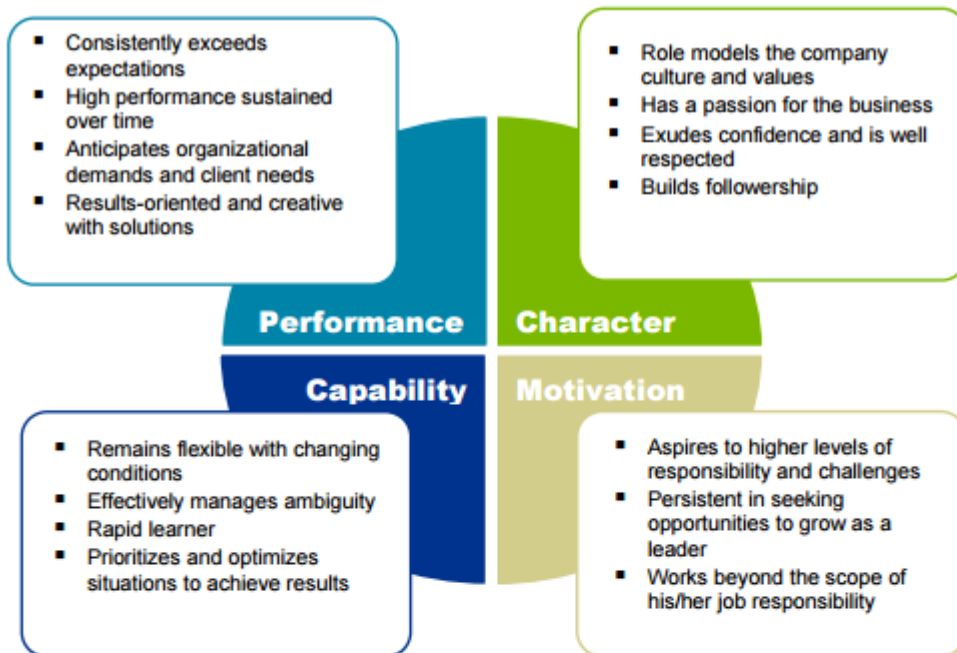 ▪ Consistently exceeds
expectations
▪ High performance sustained
over time
▪ Anticipates organizational
demands and client needs
▪ Results-oriented and creative
with solutions
▪ Role models the company
culture and values
▪ Has a passion for the business
▪ Exudes confidence and is well
respected
▪ Builds followership
Performance
Character
Capability
Motivation
▪ Remains flexible with changing
conditions
▪ Effectively manages ambiguity
▪ Rapid learner
▪ Prioritizes and optimizes
situations to achieve results
▪ Aspires to higher levels of
responsibility and challenges
▪ Persistent in seeking
opportunities to grow as a
leader
▪ Works beyond the scope of
his/her job responsibility